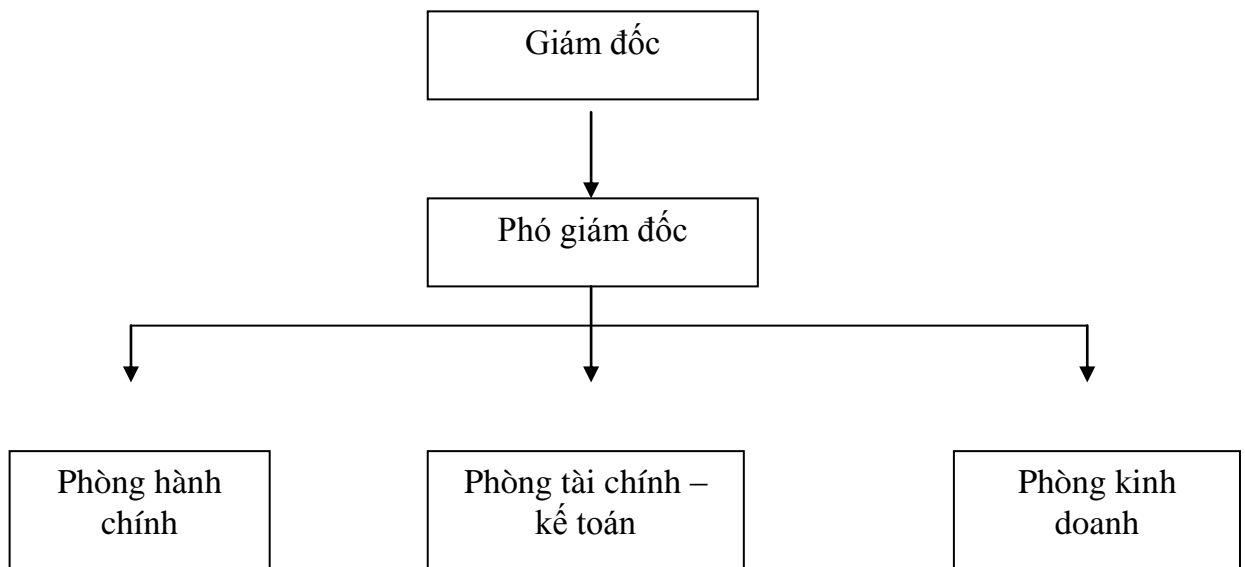 Giám đốc
Phó giám đốc
Phòng hành
chính
Phòng tài chính –
kế toán
Phòng kinh
doanh